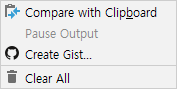 Compare with Clipboard
Pause Output
Create Gist...
Clear All